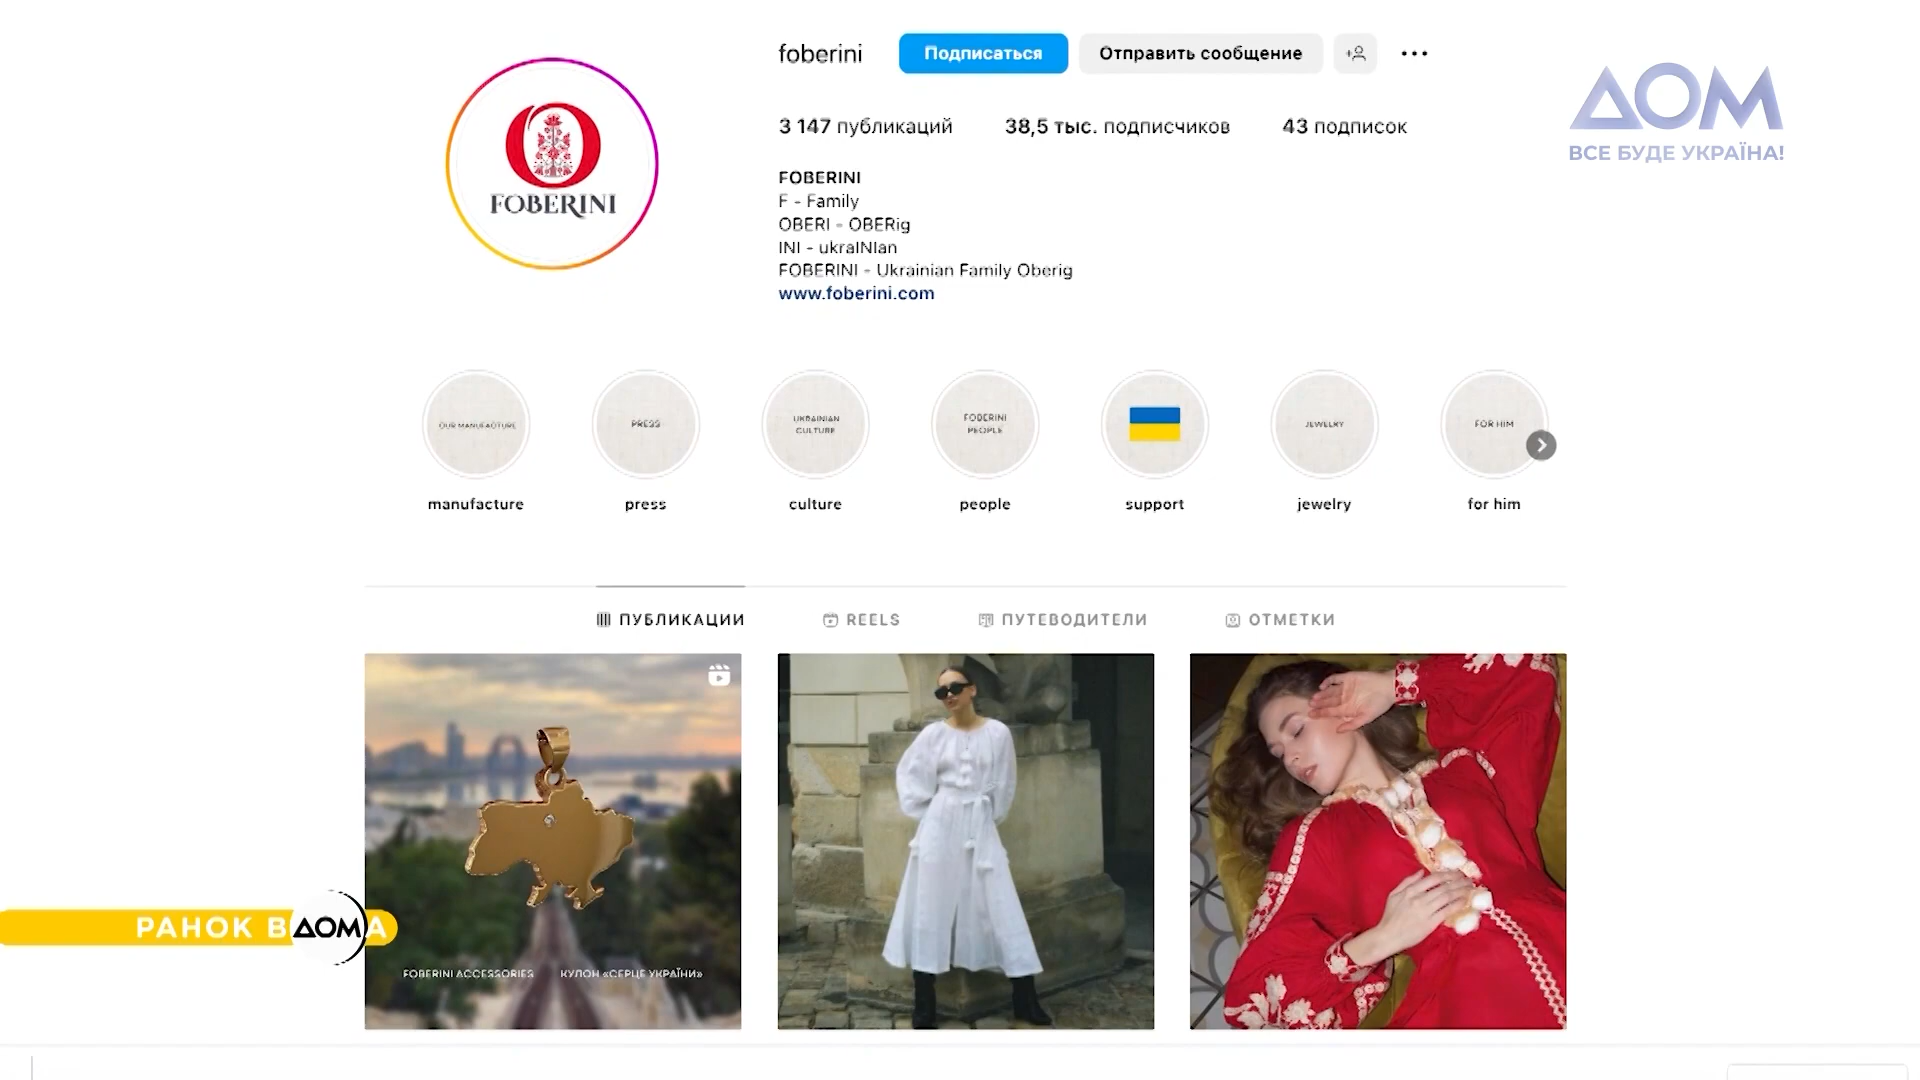 foberini
Подписаться
Отправить сообщение
ДОМ
ВСЕ БУДЕ УКРАЇНА!
3 147 публикаций
38,5 тыс. подписчиков
43 подписок
FOBERINI
FOBERINI
F - Family
OBERI - OBERig
INI - ukraINIan
FOBERINI - Ukrainian Family Oberig
www.foberini.com
OUR MANUFACTURE
PRESS
UKRAINIAN
CULTURE
FOBERINI
PEOPLE
JEWELRY
FOR HIM
manufacture
press
culture
people
support
jewelry
for him
ПУБЛИКАЦИИ
REELS
ПУТЕВОДИТЕЛИ
ОТМЕТКИ
РАНОК В
ДОМ
А
FOBERINI ACCESSORIES
КУЛОН «СЕРЦЕ УКРАЇНИ»